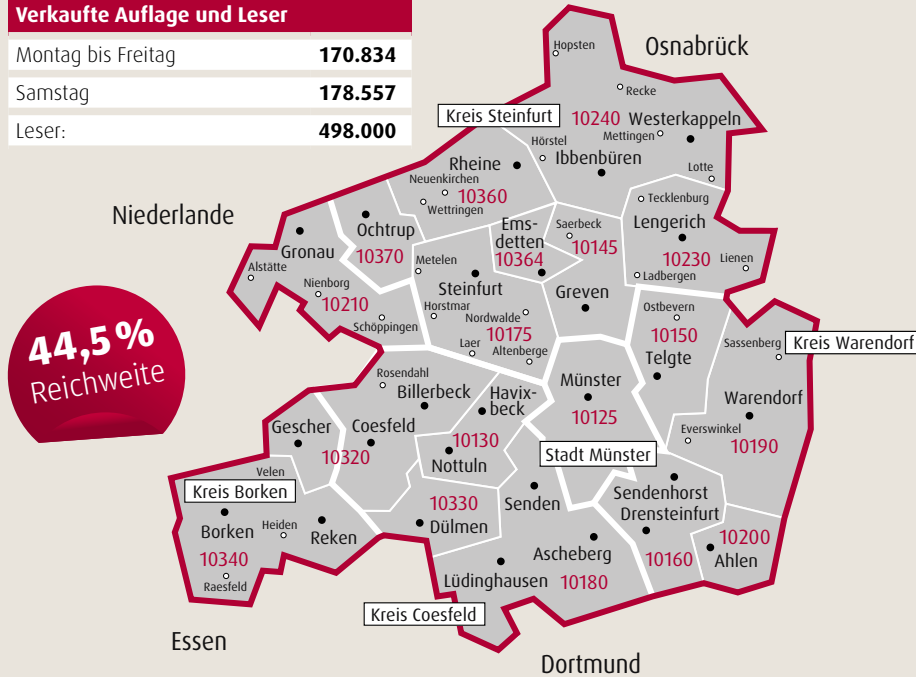 Verkaufte Auflage und Leser
Montag bis Freitag 170.834
Samstag 178.557
Leser: 498.000
Hopsten
Osnabrück
Recke
Kreis Steinfurt
10240
Westerkappeln
Mettingen
Hörstel
Ibbenbüren
Lotte
Rheine
Neuenkirchen
10360
Wettringen
Tecklenburg
Niederlande
Ochtrup
10370
Ems-
detten
10364
Saerbeck
10145
Lengerich
10230
Gronau
Metelen
Lienen
Alstätte
Steinfurt
Ladbergen
Nienborg
10210
Greven
Horstmar
Nordwalde
10175
Ostbevern
10150
Schöppingen
Laer
Altenberge
Telgte
Sassenberg
Kreis Warendorf
44,5 %
Reichweite
Rosendahl
Billerbeck
Havix-
beck
Münster
10125
Warendorf
10190
Gescher
10320
Coesfeld
10130
Nottuln
Everswinkel
Stadt Münster
Velen
Kreis Borken
10330
Dülmen
Senden
Sendenhorst
Drensteinfurt
Borken
Heiden
Reken
10340
Raesfeld
Ascheberg
10160
10200
Ahlen
Lüdinghausen
10180
Kreis Coesfeld
Essen
Dortmund